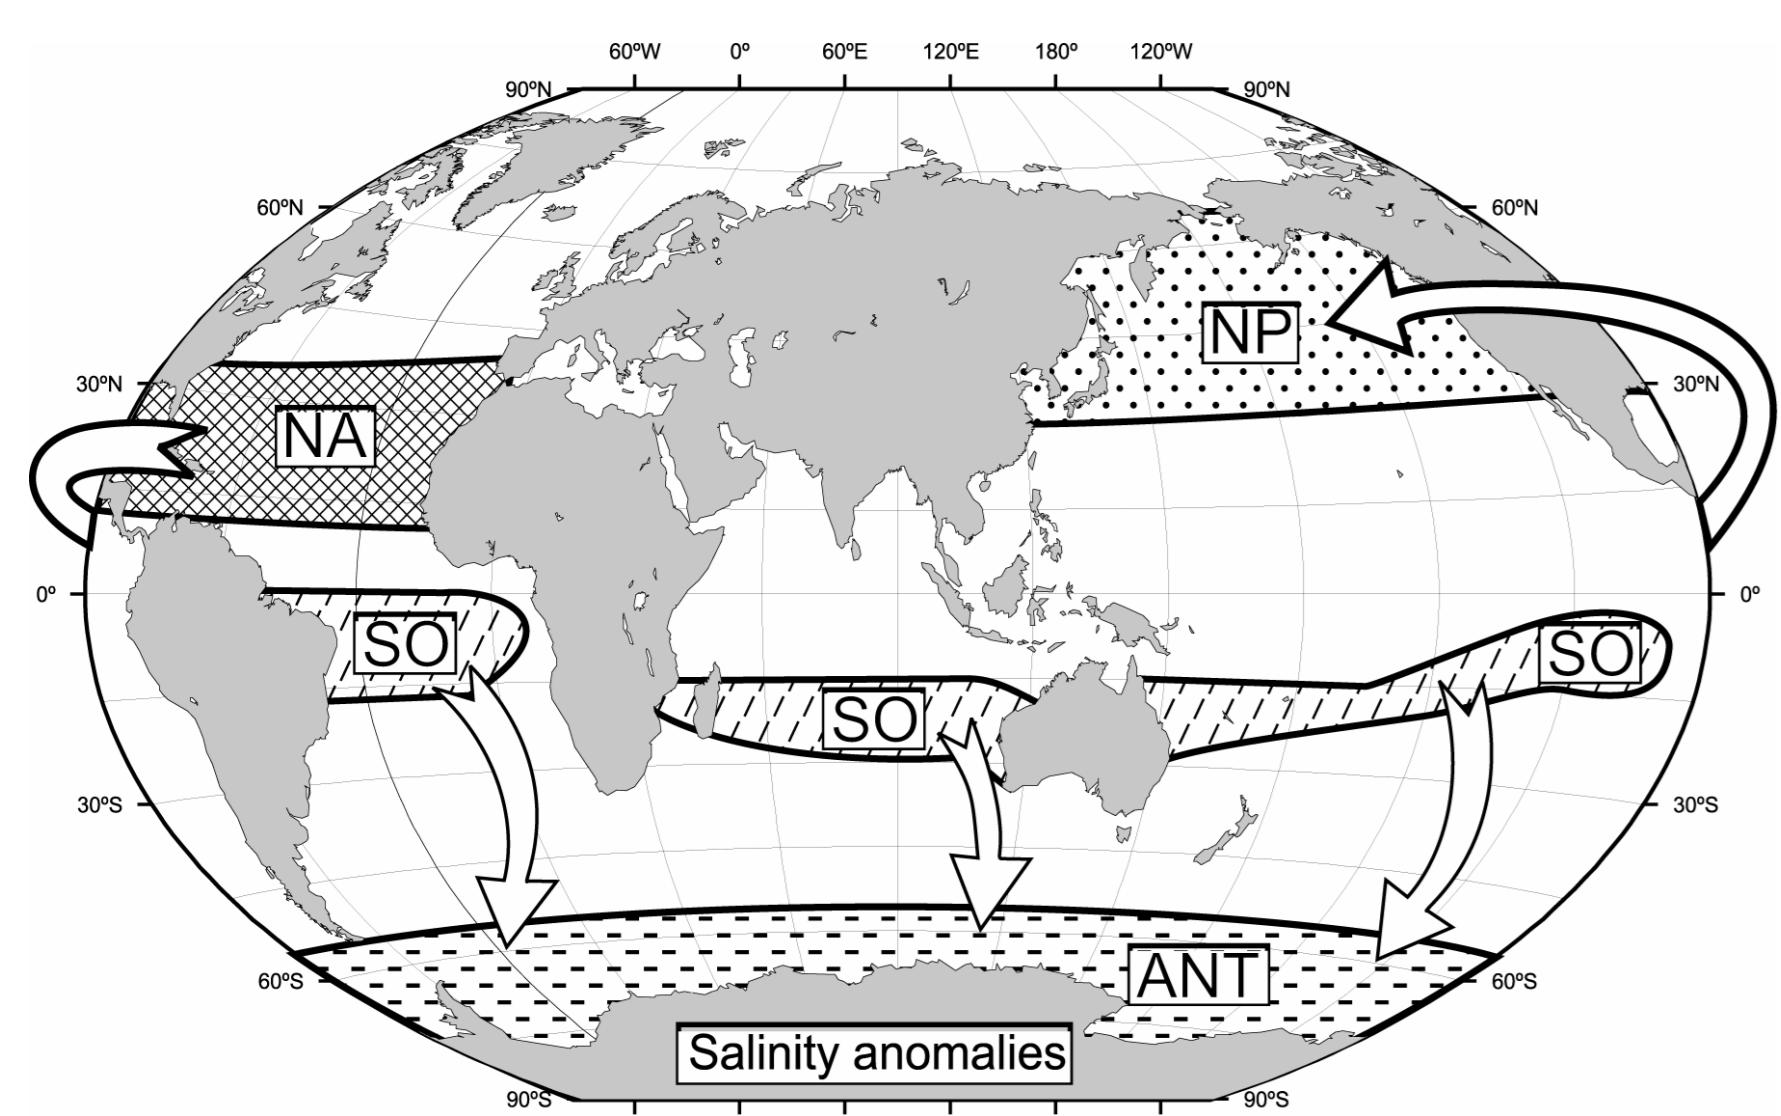 60ºW 0º 60ºE 120ºE 180º 120ºW
90ºN 90ºN
60ºN 60ºN
NP
30ºN 30ºN
NA
0º 0º
SO SO
SO
30ºS 30ºS
ANT
60ºS 60ºS
Salinity anomalies
90ºS 90ºS